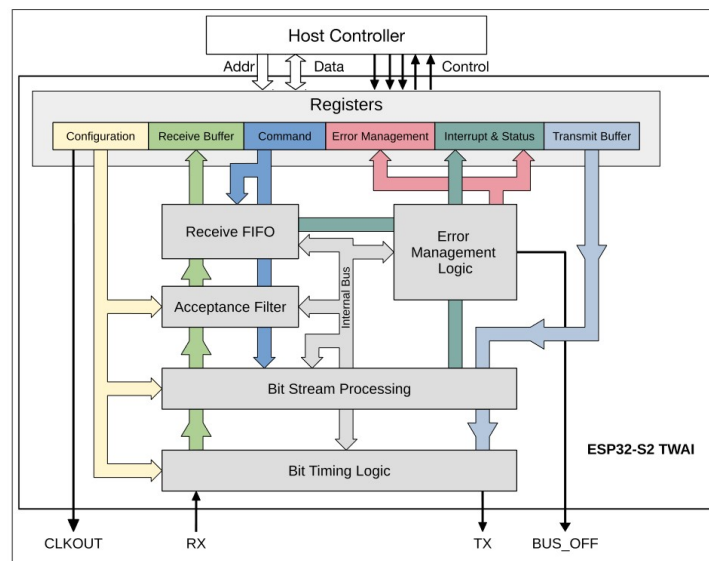 Host Controller
Addr
Data
Control
Registers
Configuration
Receive Buffer
Command
Error Management
Interrupt & Status
Transmit Buffer
Receive FIFO
Error
Management
Logic
Internal Bus
Acceptance Filter
Bit Stream Processing
Bit Timing Logic
ESP32-S2 TWAI
CLKOUT
RX
TX
BUS_OFF